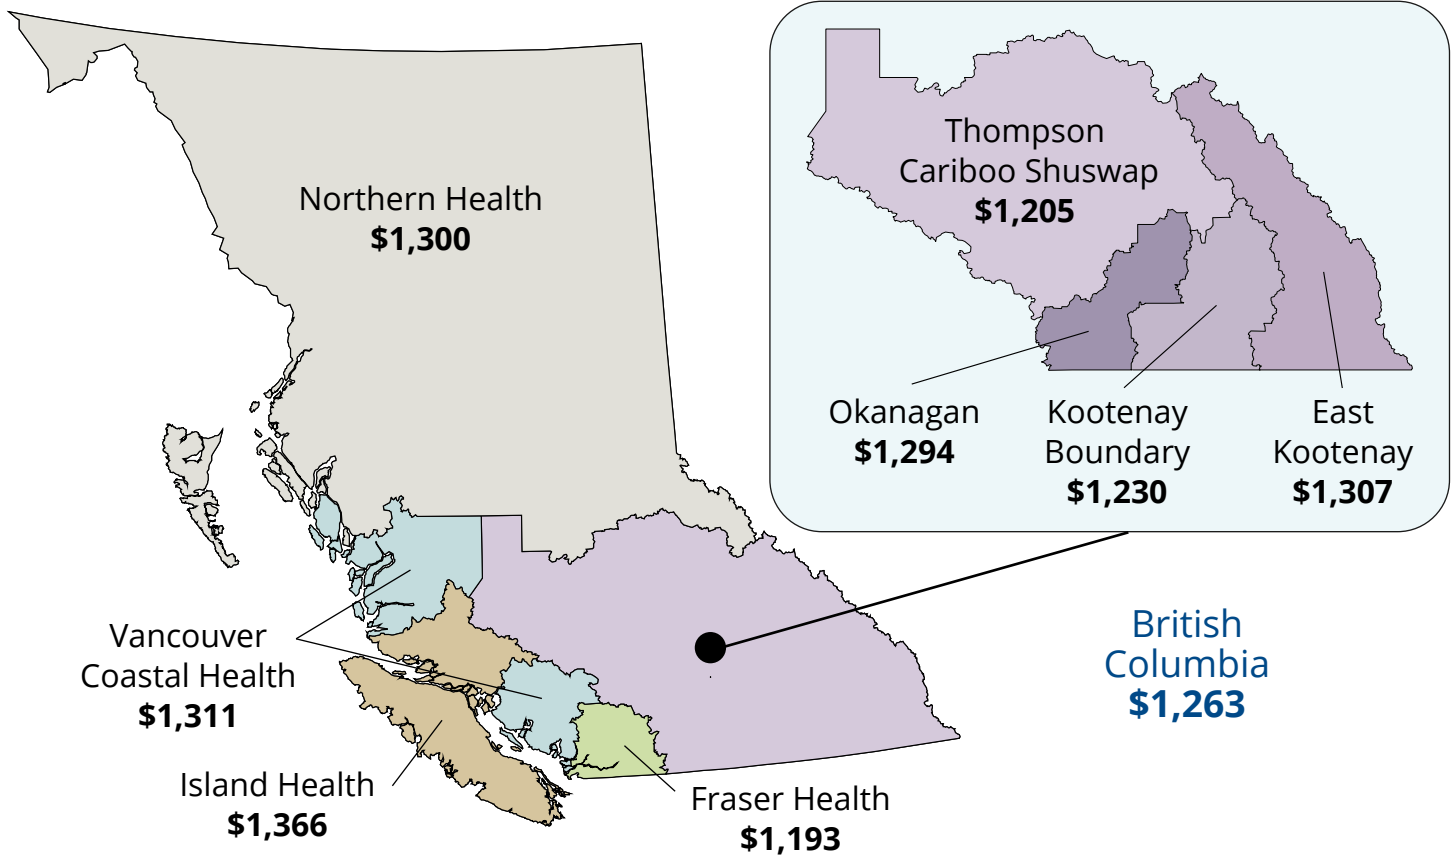 Northern Health
$1,300
Thompson
Cariboo Shuswap
$1,205
Okanagan
$1,294
Kootenay
Boundary
$1,230
East
Kootenay
$1,307
Vancouver
Coastal Health
$1,311
Island Health
$1,366
Fraser Health
$1,193
British
Columbia
$1,263